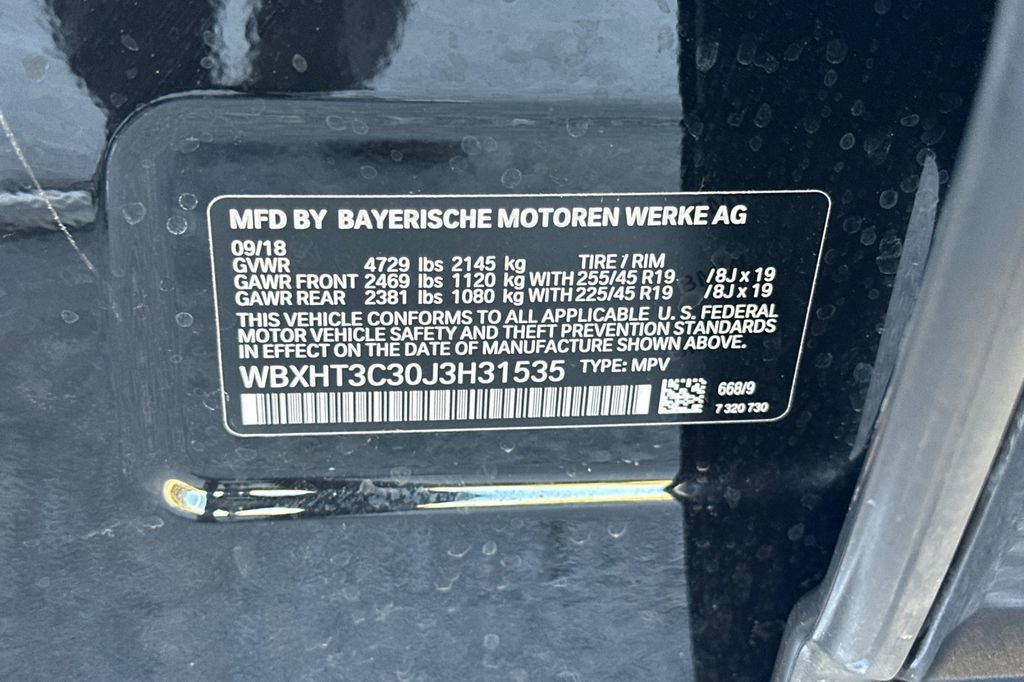 MFD BY BAYERISCHE MOTOREN WERKE AG
09/18
GVWR 4729 lbs 2145 kg TIRE / RIM
GAWR FRONT 2469 lbs 1120 kg WITH 255/45 R19 /8J x 19
GAWR REAR 2381 lbs 1080 kg WITH 225/45 R19 /8J x 19
THIS VEHICLE CONFORMS TO ALL APPLICABLE U. S. FEDERAL
MOTOR VEHICLE SAFETY AND THEFT PREVENTION STANDARDS
IN EFFECT ON THE DATE OF MANUFACTURE SHOWN ABOVE.
WBXHT3C30J3H31535 TYPE: MPV
668/9
7 320 730